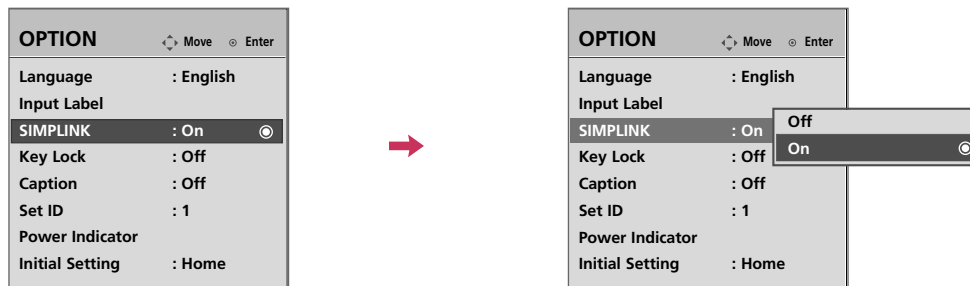 OPTION Move Enter
Language : English
Input Label
SIMPLINK : On
Key Lock : Off
Caption : Off
Set ID : 1
Power Indicator
Initial Setting : Home
OPTION Move Enter
Language : English
Input Label
SIMPLINK : On
Key Lock : Off
Caption : Off
Set ID : 1
Power Indicator
Initial Setting : Home
Off
On